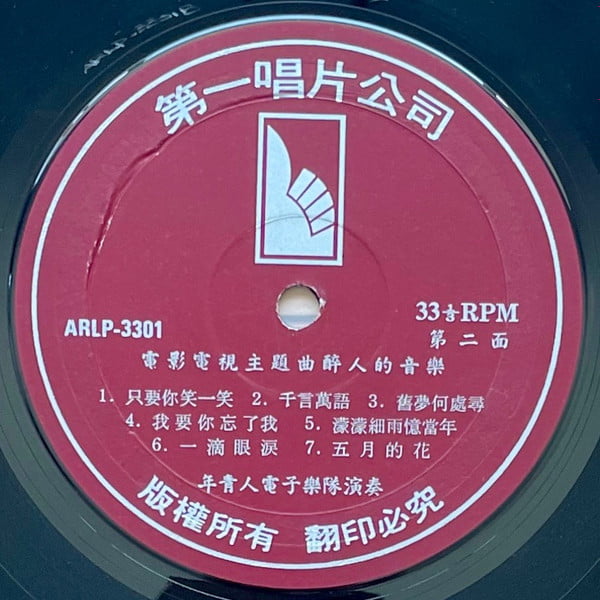 第一唱片公司
ARLP-3301
33⅓RPM
第二面
電影電視主題曲醉人的音樂
1. 只要你笑一笑 2. 千言萬語 3. 舊夢何處尋
4. 我要你忘了我 5. 濛濛細雨憶當年
6. 一滴眼淚 7. 五月的花
年青人電子樂隊演奏
版權所有 翻印必究